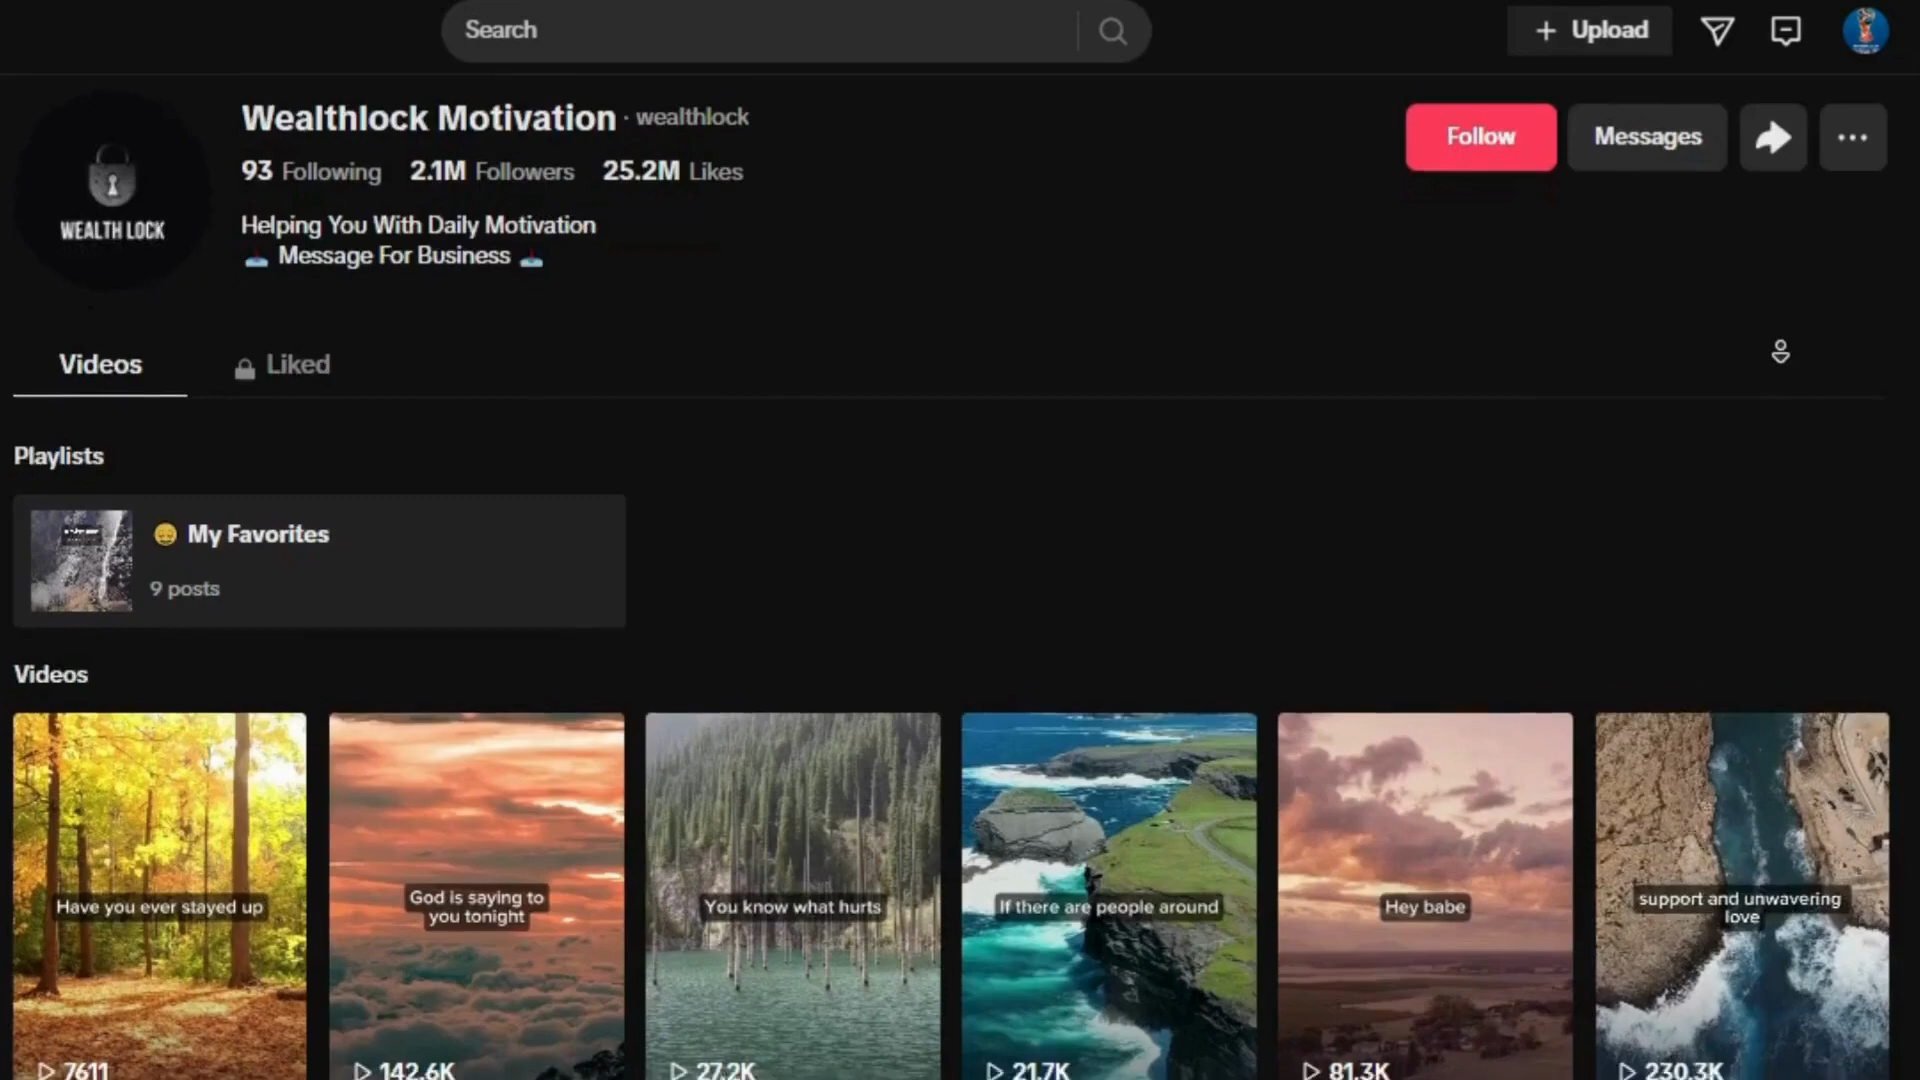 Search
Upload
Wealthlock Motivation · wealthlock
93 Following 2.1M Followers 25.2M Likes
Follow
Messages
WEALTH LOCK
Helping You With Daily Motivation
Message For Business
Videos
Liked
Playlists
My Favorites
9 posts
Videos
Have you ever stayed up
God is saying to
you tonight
You know what hurts
If there are people around
Hey babe
support and unwavering
love
7611
142.6K
27.2K
21.7K
81.3K
230.3K